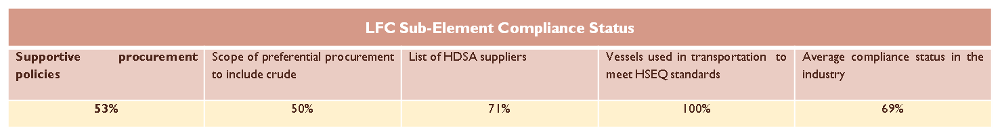 LFC Sub-Element Compliance Status
Supportive procurement
policies
Scope of preferential procurement
to include crude
List of HDSA suppliers
Vessels used in transportation to
meet HSEQ standards
Average compliance status in the
industry
53%
50%
71%
100%
69%